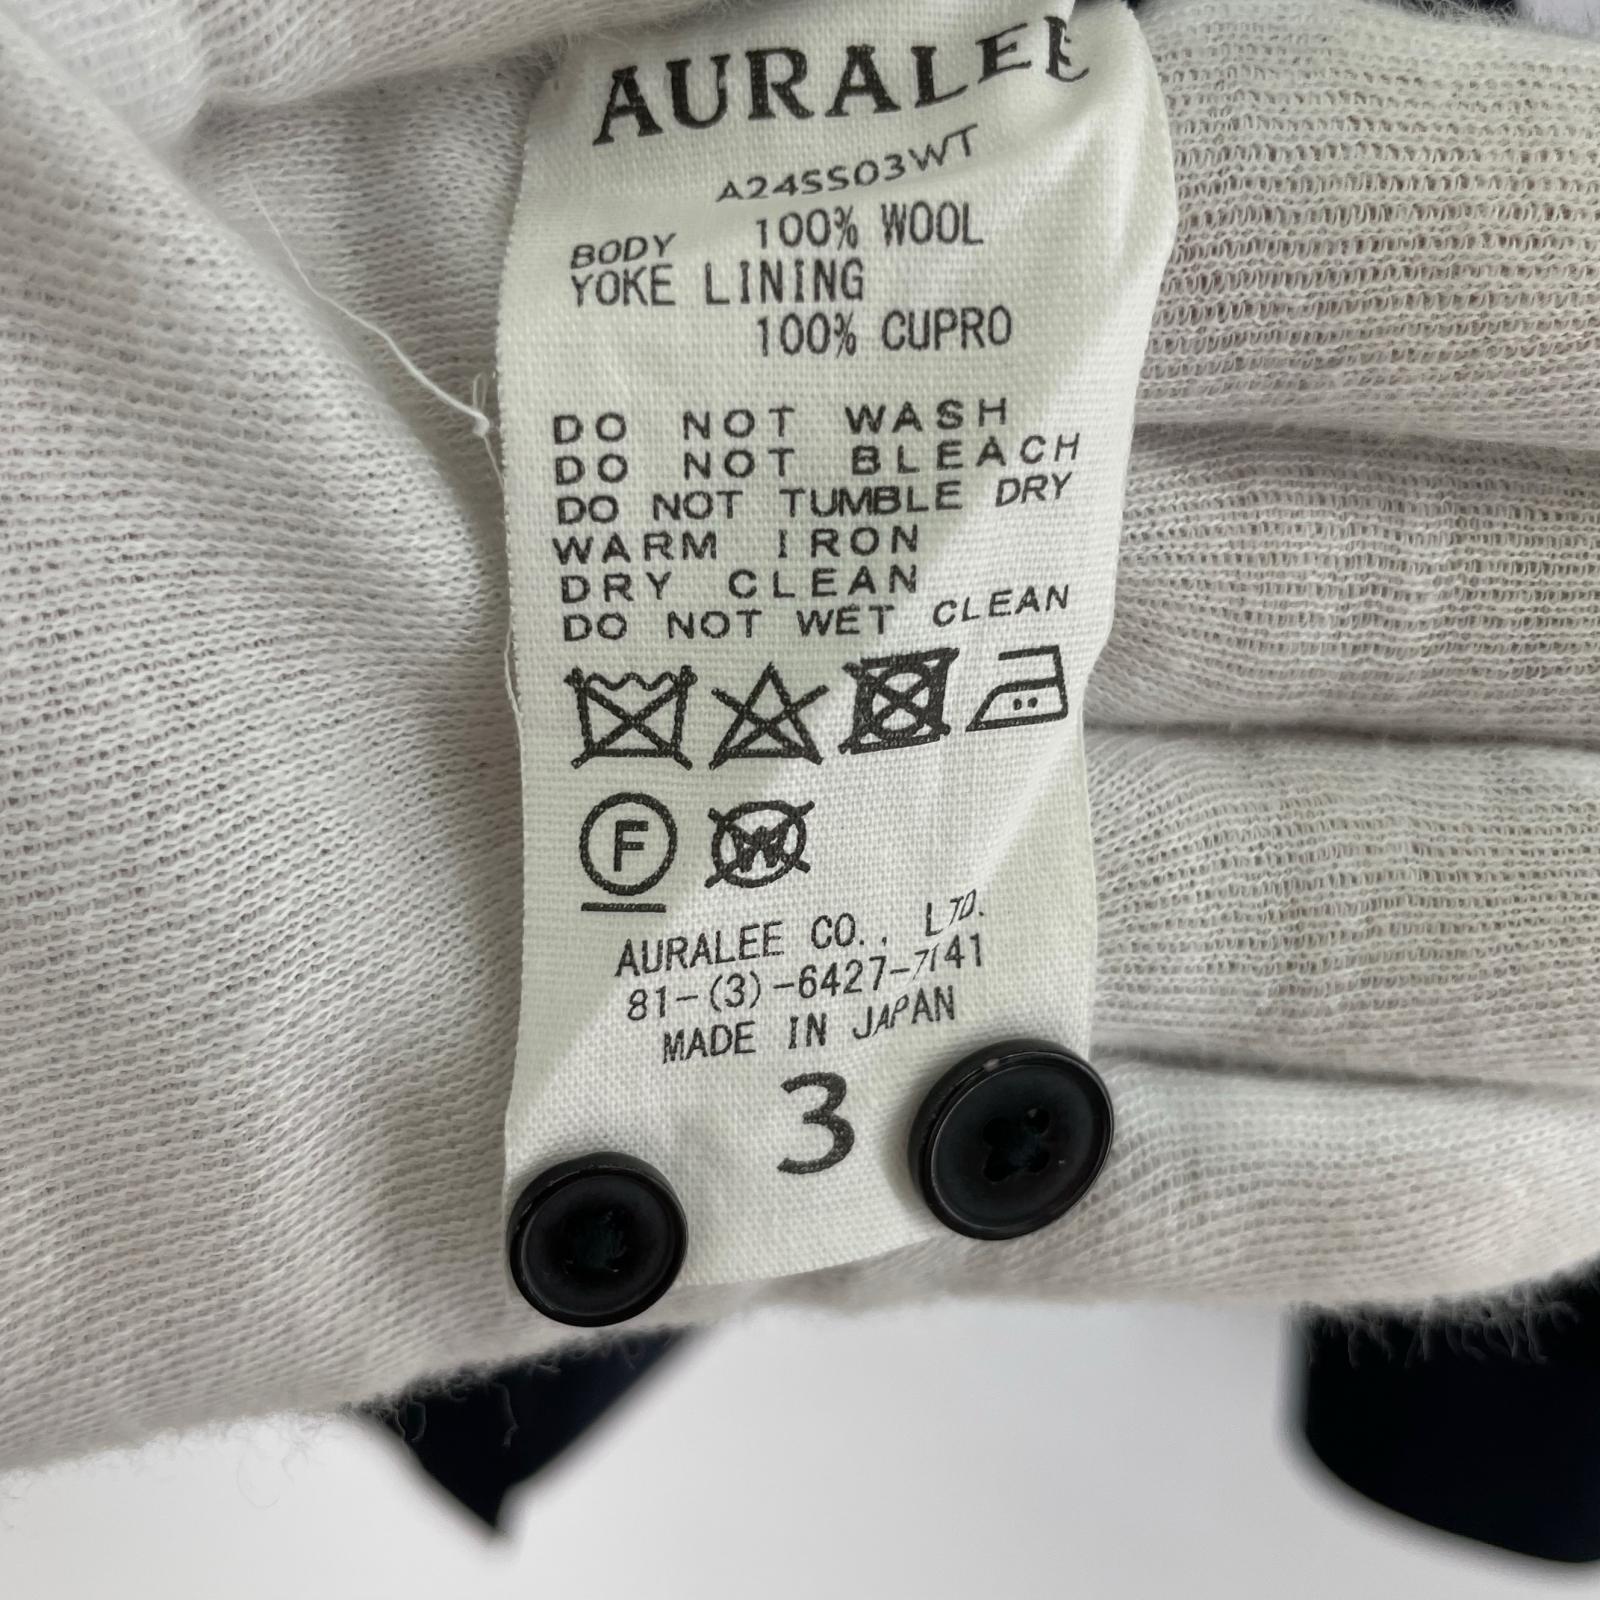 AURALEE
A24SS03WT
BODY 100% WOOL
YOKE LINING
100% CUPRO
DO NOT WASH
DO NOT BLEACH
DO NOT TUMBLE DRY
WARM IRON
DRY CLEAN
DO NOT WET CLEAN
F W
AURALEE CO., LTD.
81-(3)-6427-7141
MADE IN JAPAN
3